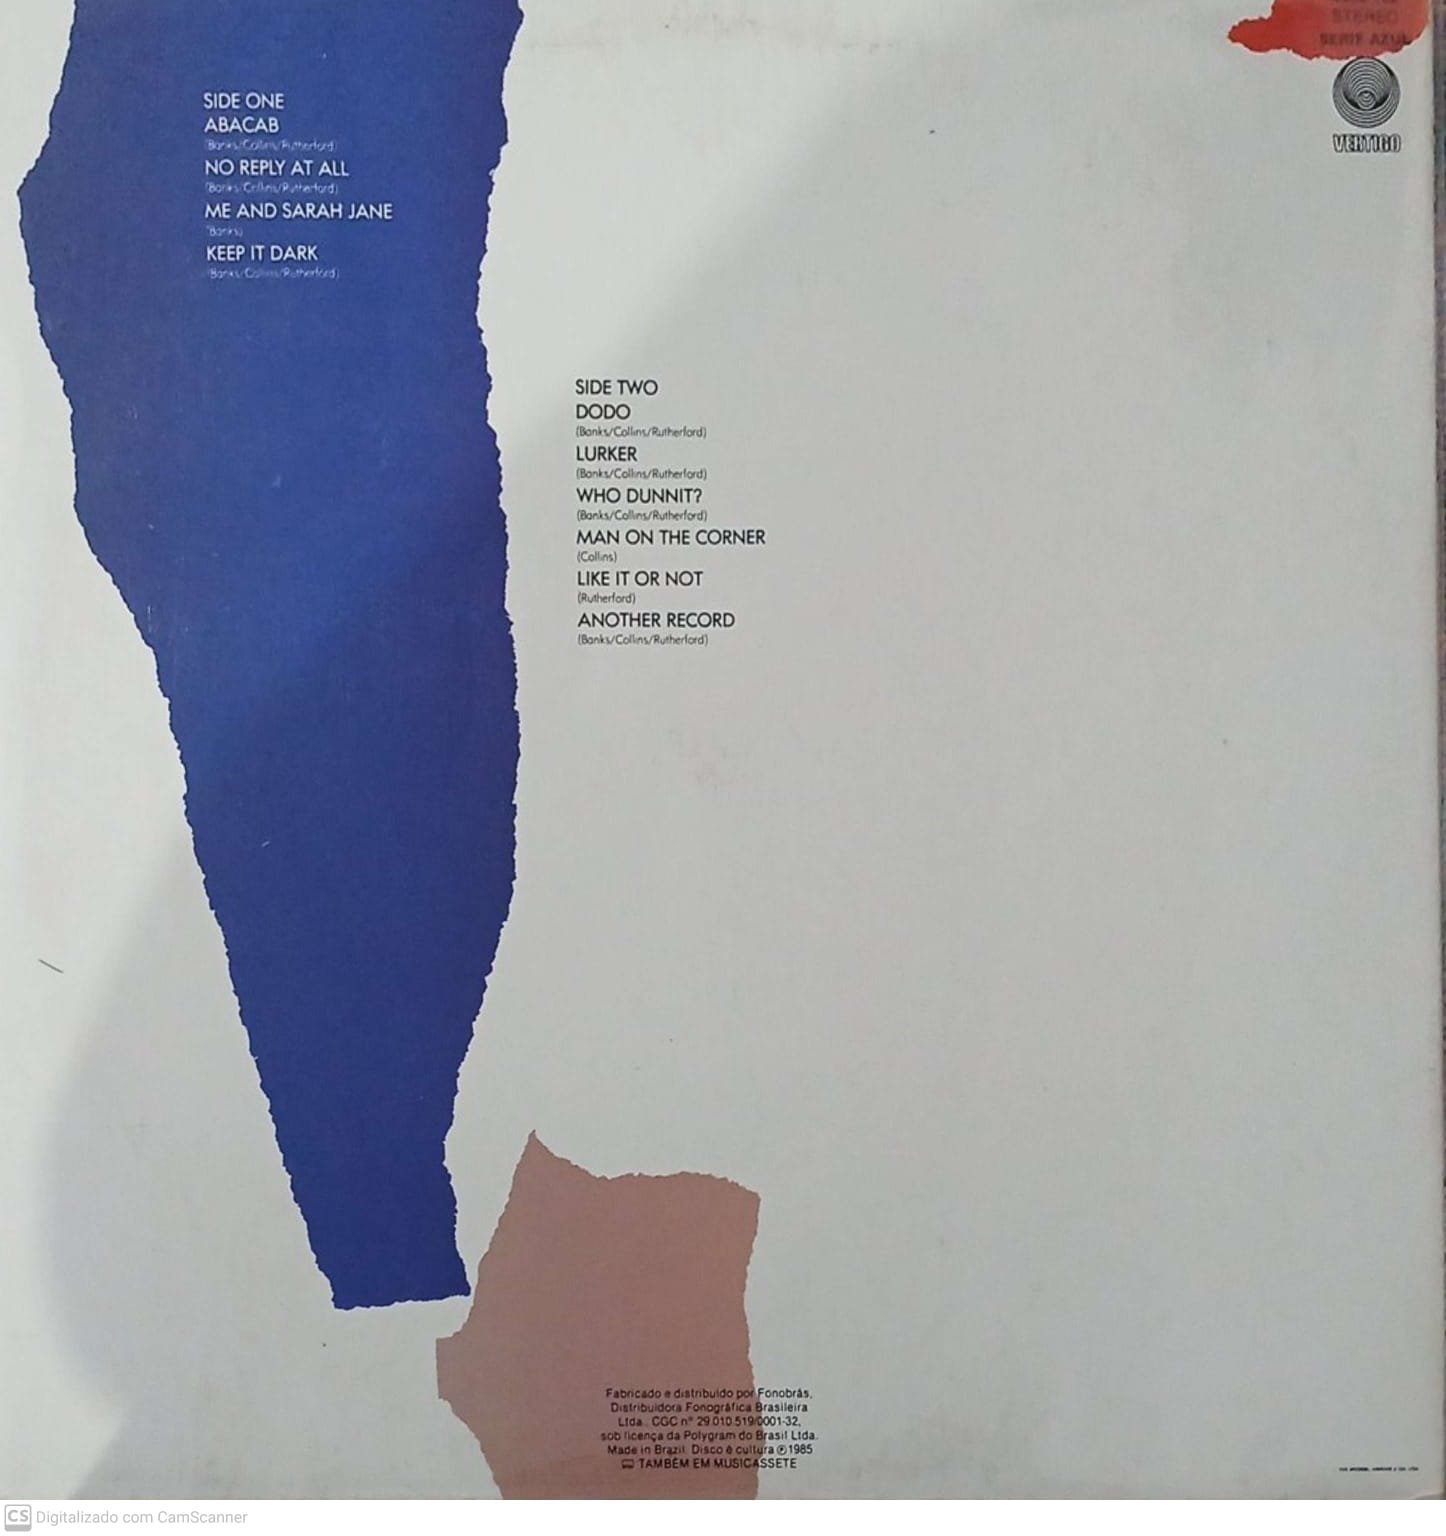 STEREO
SERIE AZUL
VERTIGO
SIDE ONE
ABACAB
(Banks/Collins/Rutherford)
NO REPLY AT ALL
(Banks/Collins/Rutherford)
ME AND SARAH JANE
(Banks)
KEEP IT DARK
(Banks/Collins/Rutherford)
SIDE TWO
DODO
(Banks/Collins/Rutherford)
LURKER
(Banks/Collins/Rutherford)
WHO DUNNIT?
(Banks/Collins/Rutherford)
MAN ON THE CORNER
(Collins)
LIKE IT OR NOT
(Rutherford)
ANOTHER RECORD
(Banks/Collins/Rutherford)
Fabricado e distribuído por Fonobrás,
Distribuidora Fonográfica Brasileira
Ltda., CGC nº 29.010.519/0001-32,
sob licença da Polygram do Brasil Ltda.
Made in Brazil. Disco é cultura ℗ 1985
TAMBÉM EM MUSICASSETE
CS Digitalizado com CamScanner